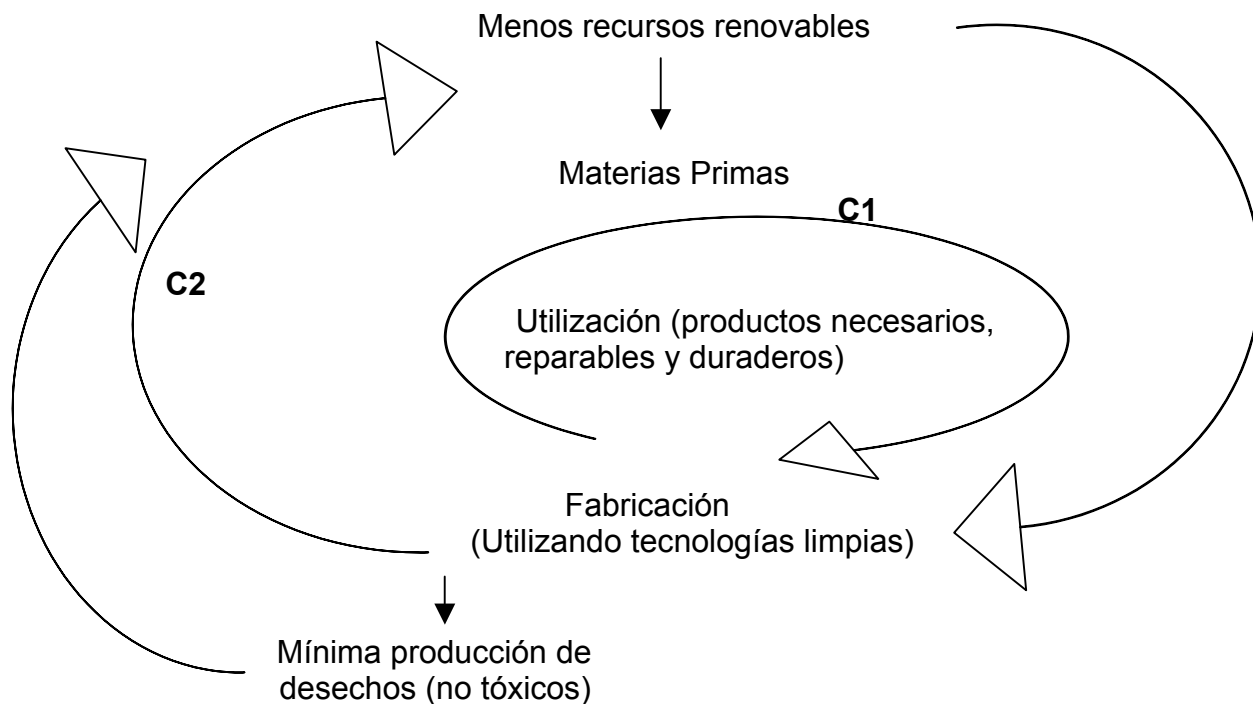 Menos recursos renovables
Materias Primas
C1
C2
Utilización (productos necesarios,
reparables y duraderos)
Fabricación
(Utilizando tecnologías limpias)
Mínima producción de
desechos (no tóxicos)